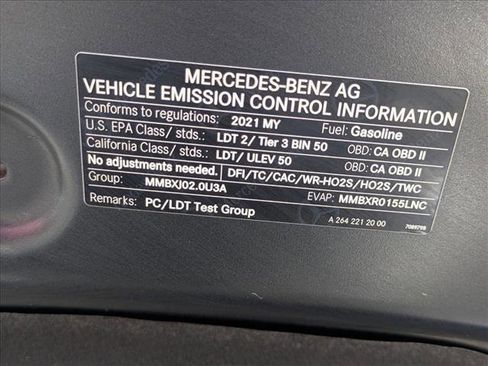 MERCEDES-BENZ AG
VEHICLE EMISSION CONTROL INFORMATION
Conforms to regulations: 2021 MY Fuel: Gasoline
U.S. EPA Class/ stds.: LDT 2/ Tier 3 BIN 50 OBD: CA OBD II
California Class/ stds.: LDT/ ULEV 50 OBD: CA OBD II
No adjustments needed. DFI/TC/CAC/WR-HO2S/HO2S/TWC
Group: MMBXJ02.0U3A EVAP: MMBXR0155LNC
Remarks: PC/LDT Test Group
A 264 221 20 00